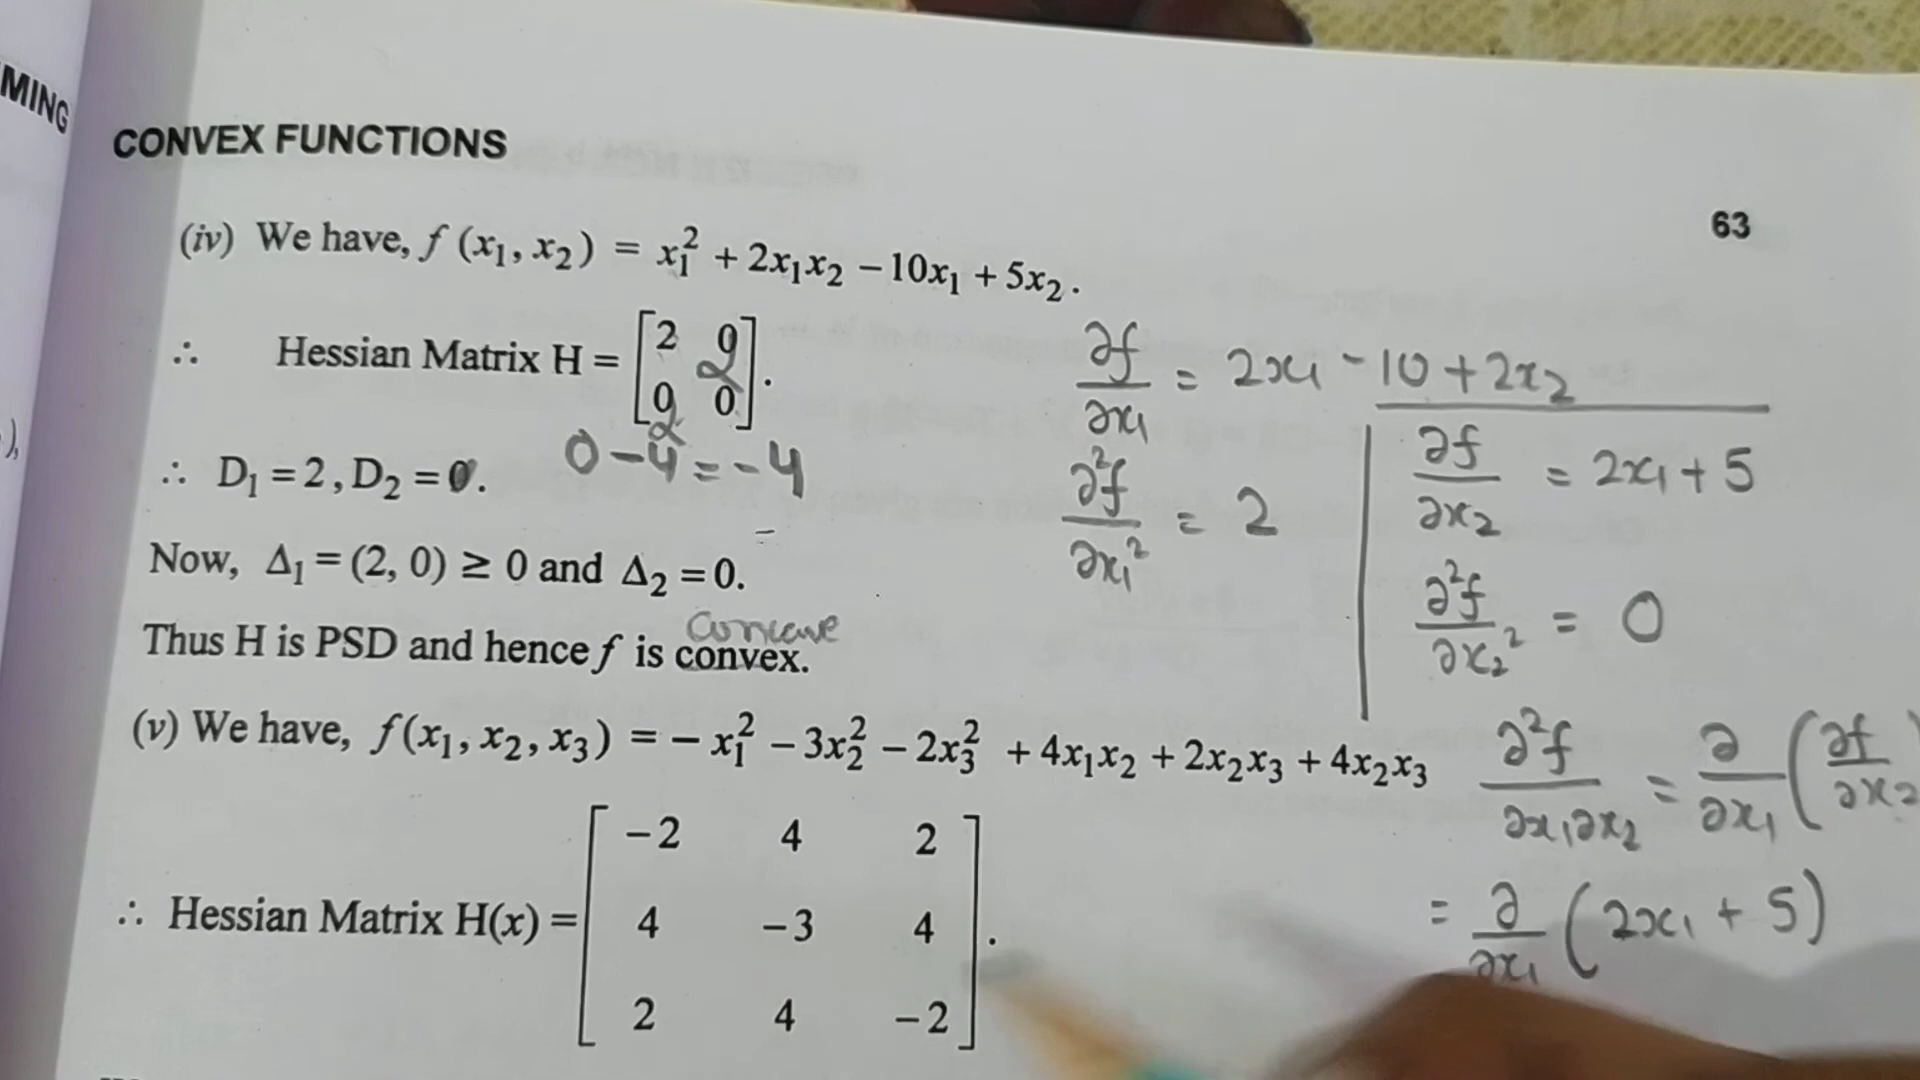 MING
),
CONVEX FUNCTIONS
63
(iv) We have, f (x₁, x₂) = x₁² + 2x₁x₂ − 10x₁ + 5x₂.
∴ Hessian Matrix H = [2 0
0 0].
2
2
∴ D₁ = 2, D₂ = 0.
0 − 4 = −4
Now, Δ₁ = (2, 0) ≥ 0 and Δ₂ = 0.
concave
Thus H is PSD and hence f is convex.
∂f/∂x₁ = 2x₁ − 10 + 2x₂
∂²f/∂x₁² = 2
∂f/∂x₂ = 2x₁ + 5
∂²f/∂x₂² = 0
∂²f/∂x₁∂x₂ = ∂/∂x₁ (∂f/∂x₂)
= ∂/∂x₁ (2x₁ + 5)
(v) We have, f(x₁, x₂, x₃) = − x₁² − 3x₂² − 2x₃² + 4x₁x₂ + 2x₂x₃ + 4x₂x₃
∴ Hessian Matrix H(x) = [−2 4 2
4 −3 4
2 4 −2].